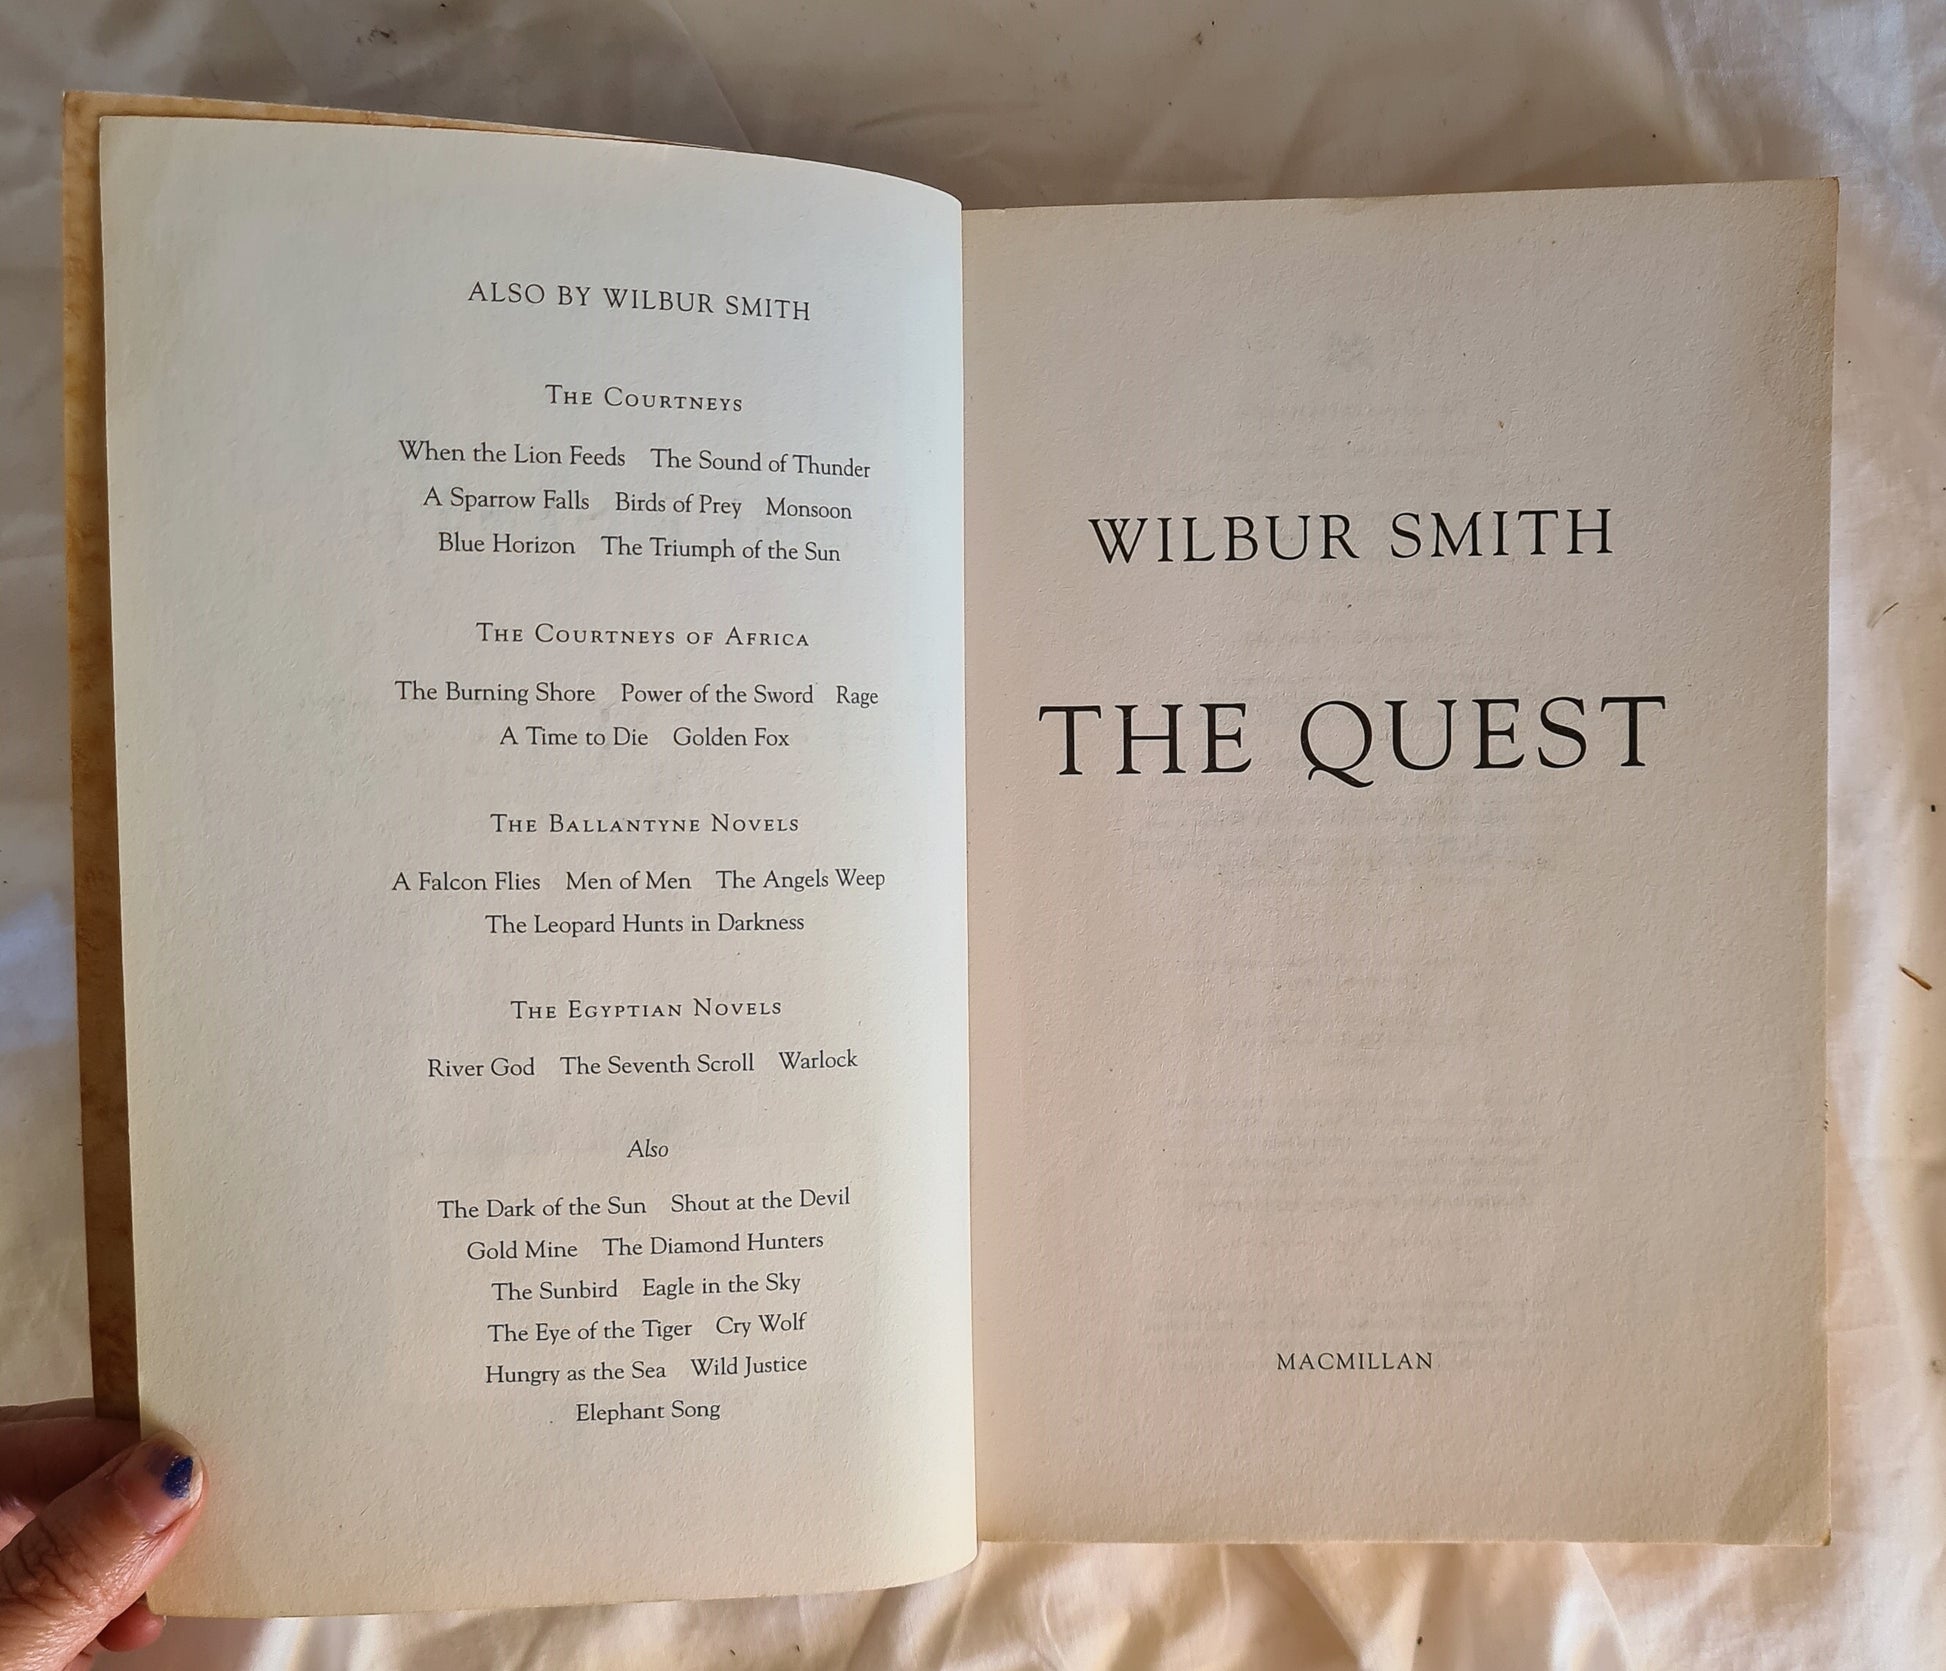 ALSO BY WILBUR SMITH
THE COURTNEYS
When the Lion Feeds The Sound of Thunder
A Sparrow Falls Birds of Prey Monsoon
Blue Horizon The Triumph of the Sun
THE COURTNEYS OF AFRICA
The Burning Shore Power of the Sword Rage
A Time to Die Golden Fox
THE BALLANTYNE NOVELS
A Falcon Flies Men of Men The Angels Weep
The Leopard Hunts in Darkness
THE EGYPTIAN NOVELS
River God The Seventh Scroll Warlock
Also
The Dark of the Sun Shout at the Devil
Gold Mine The Diamond Hunters
The Sunbird Eagle in the Sky
The Eye of the Tiger Cry Wolf
Hungry as the Sea Wild Justice
Elephant Song
WILBUR SMITH
THE QUEST
MACMILLAN